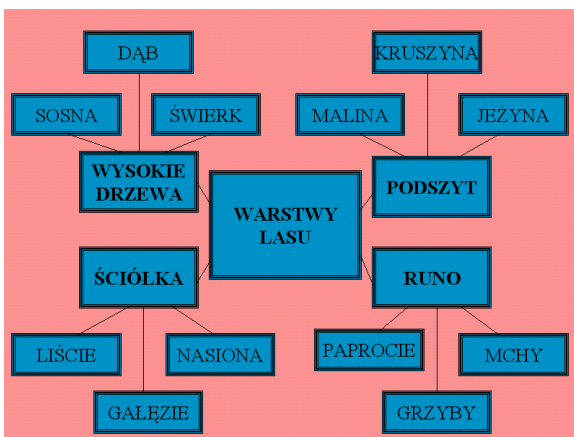 DĄB
KRUSZYNA
SOSNA
ŚWIERK
MALINA
JEŻYNA
WYSOKIE
DRZEWA
PODSZYT
WARSTWY
LASU
ŚCIÓŁKA
RUNO
LIŚCIE
NASIONA
PAPROCIE
MCHY
GAŁĘZIE
GRZYBY